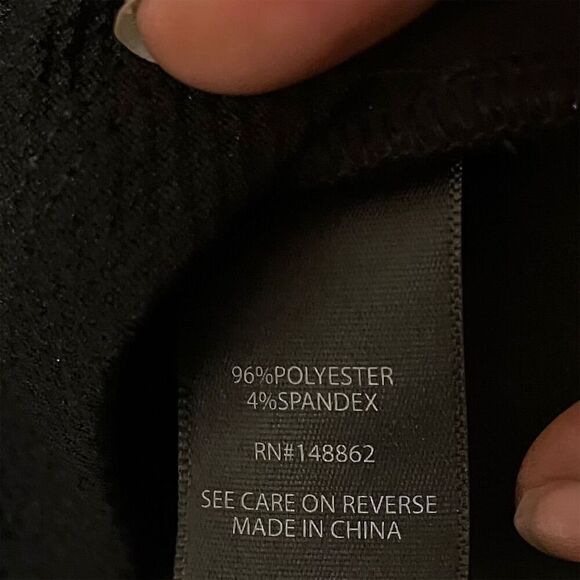 96%POLYESTER
4%SPANDEX
RN#148862
SEE CARE ON REVERSE
MADE IN CHINA